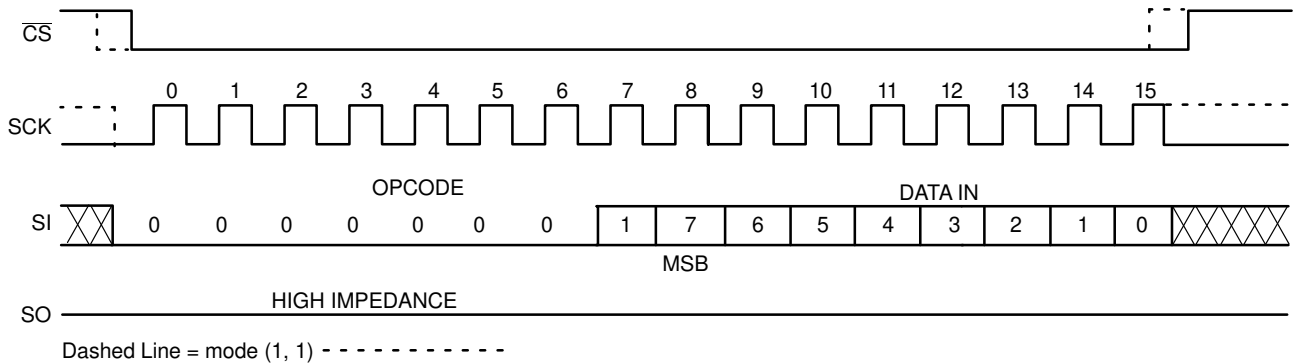 CS
0 1 2 3 4 5 6 7 8 9 10 11 12 13 14 15
SCK
OPCODE DATA IN
SI 0 0 0 0 0 0 0 1 7 6 5 4 3 2 1 0
MSB
HIGH IMPEDANCE
SO
Dashed Line = mode (1, 1)